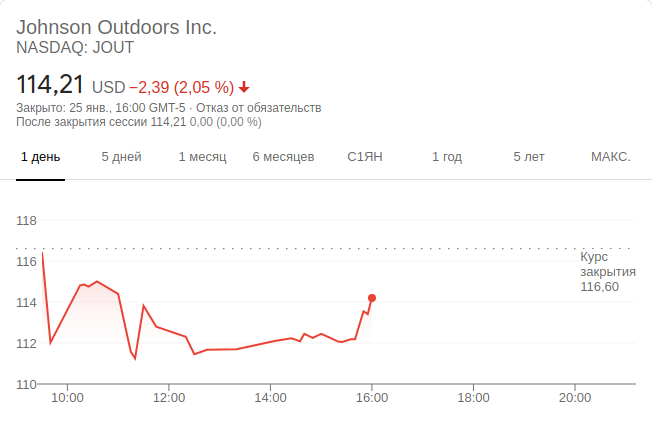 Johnson Outdoors Inc.
NASDAQ: JOUT
114,21 USD −2,39 (2,05 %)
Закрыто: 25 янв., 16:00 GMT-5 · Отказ от обязательств
После закрытия сессии 114,21 0,00 (0,00 %)
1 день 5 дней 1 месяц 6 месяцев С1ЯН 1 год 5 лет МАКС.
118
116
114
112
110
Курс
закрытия
116,60
10:00 12:00 14:00 16:00 18:00 20:00